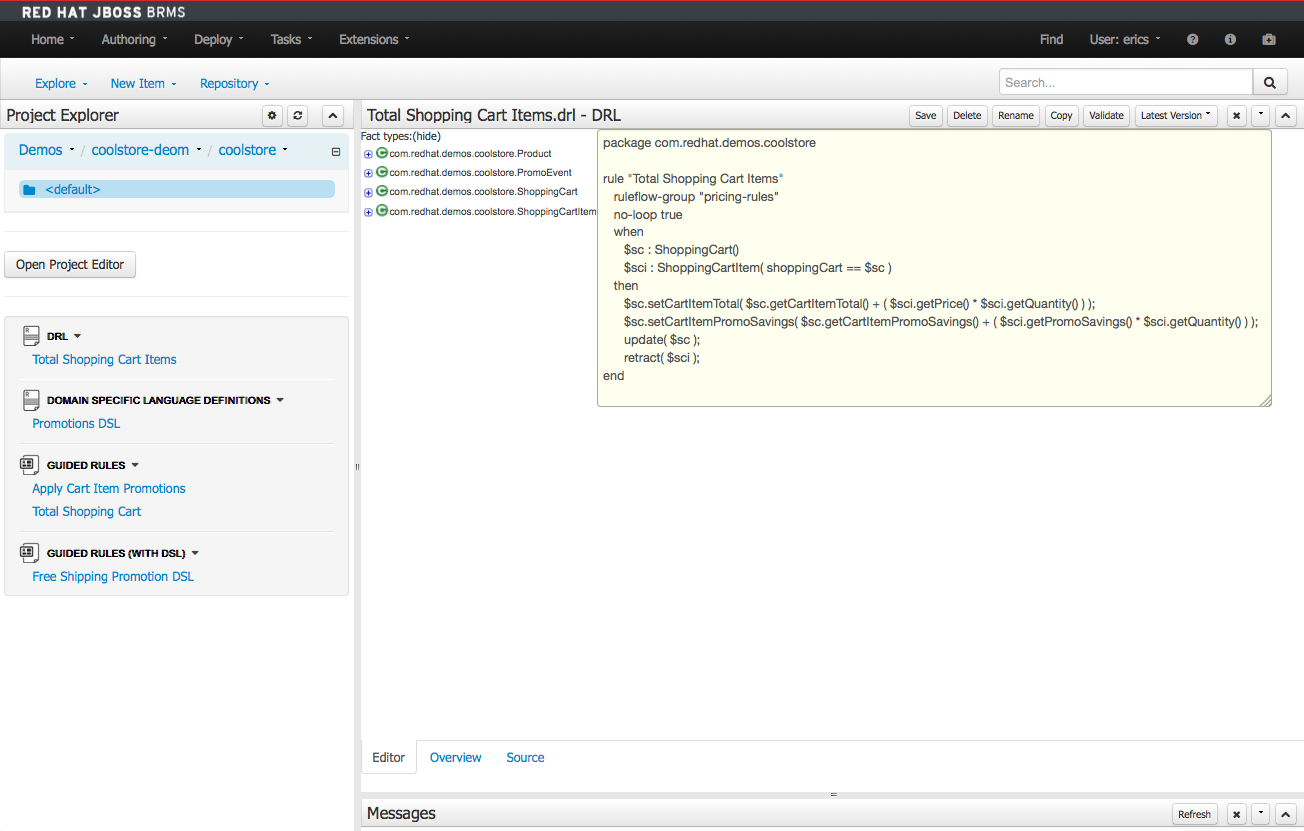 RED HAT JBOSS BRMS
Home Authoring Deploy Tasks Extensions Find User: erics
Explore New Item Repository Search...
Project Explorer
Demos / coolstore-deom / coolstore
<default>
Open Project Editor
DRL
Total Shopping Cart Items
DOMAIN SPECIFIC LANGUAGE DEFINITIONS
Promotions DSL
GUIDED RULES
Apply Cart Item Promotions
Total Shopping Cart
GUIDED RULES (WITH DSL)
Free Shipping Promotion DSL
Total Shopping Cart Items.drl - DRL
Save Delete Rename Copy Validate Latest Version
Fact types:(hide)
com.redhat.demos.coolstore.Product
com.redhat.demos.coolstore.PromoEvent
com.redhat.demos.coolstore.ShoppingCart
com.redhat.demos.coolstore.ShoppingCartItem
package com.redhat.demos.coolstore
rule "Total Shopping Cart Items"
ruleflow-group "pricing-rules"
no-loop true
when
$sc : ShoppingCart()
$sci : ShoppingCartItem( shoppingCart == $sc )
then
$sc.setCartItemTotal( $sc.getCartItemTotal() + ( $sci.getPrice() * $sci.getQuantity() ) );
$sc.setCartItemPromoSavings( $sc.getCartItemPromoSavings() + ( $sci.getPromoSavings() * $sci.getQuantity() ) );
update( $sc );
retract( $sci );
end
Editor Overview Source
Messages
Refresh